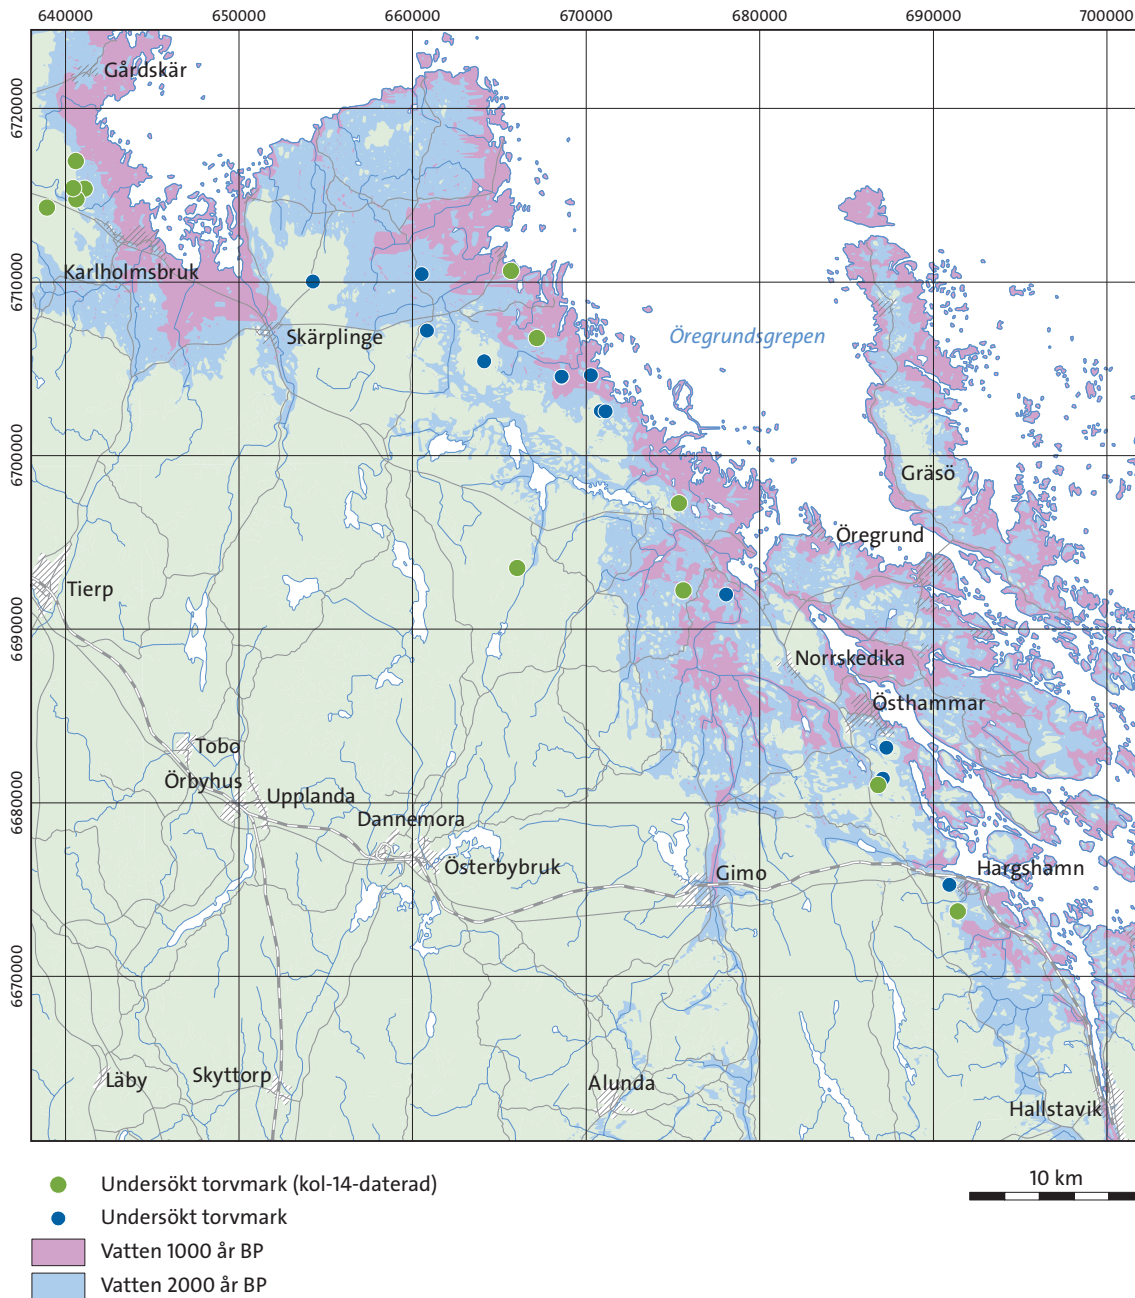 640000 650000 660000 670000 680000 690000 700000
6720000
6710000
6700000
6690000
6680000
6670000
Gårdskär
Karlholmsbruk
Skärplinge
Öregrundsgrepen
Gräsö
Öregrund
Tierp
Norrskedika
Östhammar
Tobo
Örbyhus
Upplanda
Dannemora
Österbybruk
Gimo
Hargshamn
Läby
Skyttorp
Alunda
Hallstavik
Undersökt torvmark (kol-14-daterad)
Undersökt torvmark
Vatten 1000 år BP
Vatten 2000 år BP
10 km